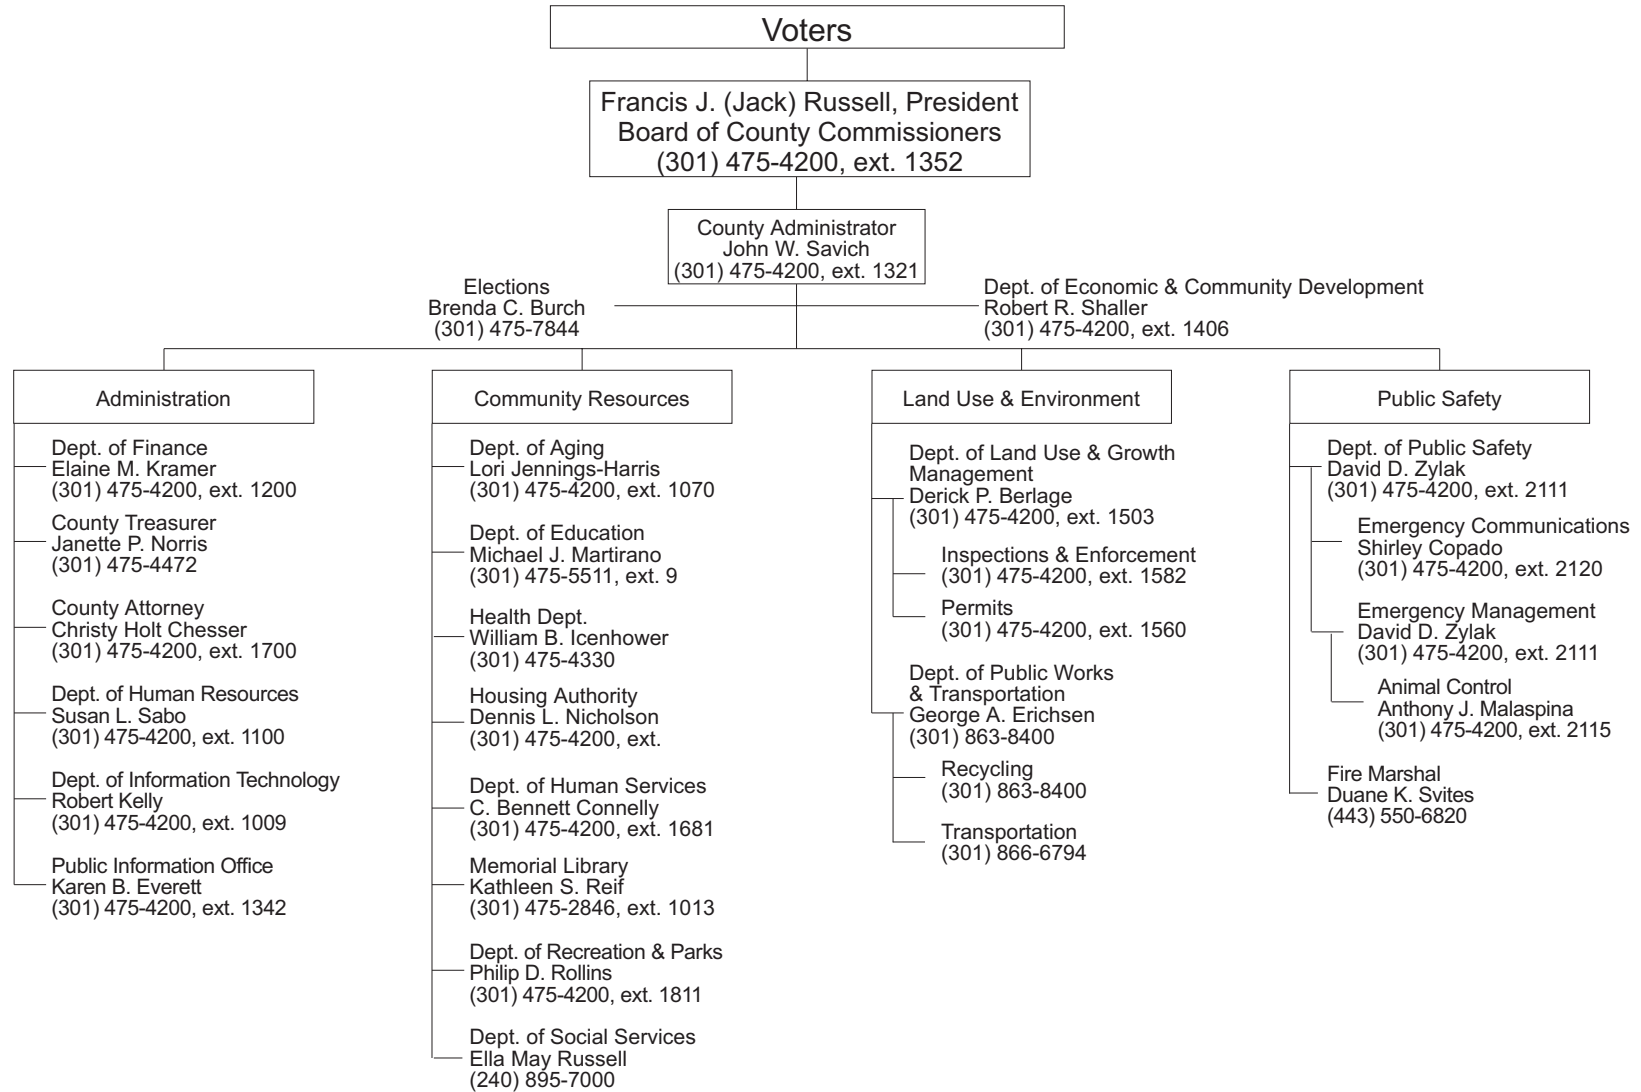 Voters
Francis J. (Jack) Russell, President
Board of County Commissioners
(301) 475-4200, ext. 1352
County Administrator
John W. Savich
(301) 475-4200, ext. 1321
Elections
Brenda C. Burch
(301) 475-7844
Dept. of Economic & Community Development
Robert R. Shaller
(301) 475-4200, ext. 1406
Administration
Dept. of Finance
Elaine M. Kramer
(301) 475-4200, ext. 1200
County Treasurer
Janette P. Norris
(301) 475-4472
County Attorney
Christy Holt Chesser
(301) 475-4200, ext. 1700
Dept. of Human Resources
Susan L. Sabo
(301) 475-4200, ext. 1100
Dept. of Information Technology
Robert Kelly
(301) 475-4200, ext. 1009
Public Information Office
Karen B. Everett
(301) 475-4200, ext. 1342
Community Resources
Dept. of Aging
Lori Jennings-Harris
(301) 475-4200, ext. 1070
Dept. of Education
Michael J. Martirano
(301) 475-5511, ext. 9
Health Dept.
William B. Icenhower
(301) 475-4330
Housing Authority
Dennis L. Nicholson
(301) 475-4200, ext.
Dept. of Human Services
C. Bennett Connelly
(301) 475-4200, ext. 1681
Memorial Library
Kathleen S. Reif
(301) 475-2846, ext. 1013
Dept. of Recreation & Parks
Philip D. Rollins
(301) 475-4200, ext. 1811
Dept. of Social Services
Ella May Russell
(240) 895-7000
Land Use & Environment
Dept. of Land Use & Growth
Management
Derick P. Berlage
(301) 475-4200, ext. 1503
Inspections & Enforcement
(301) 475-4200, ext. 1582
Permits
(301) 475-4200, ext. 1560
Dept. of Public Works
& Transportation
George A. Erichsen
(301) 863-8400
Recycling
(301) 863-8400
Transportation
(301) 866-6794
Public Safety
Dept. of Public Safety
David D. Zylak
(301) 475-4200, ext. 2111
Emergency Communications
Shirley Copado
(301) 475-4200, ext. 2120
Emergency Management
David D. Zylak
(301) 475-4200, ext. 2111
Animal Control
Anthony J. Malaspina
(301) 475-4200, ext. 2115
Fire Marshal
Duane K. Svites
(443) 550-6820